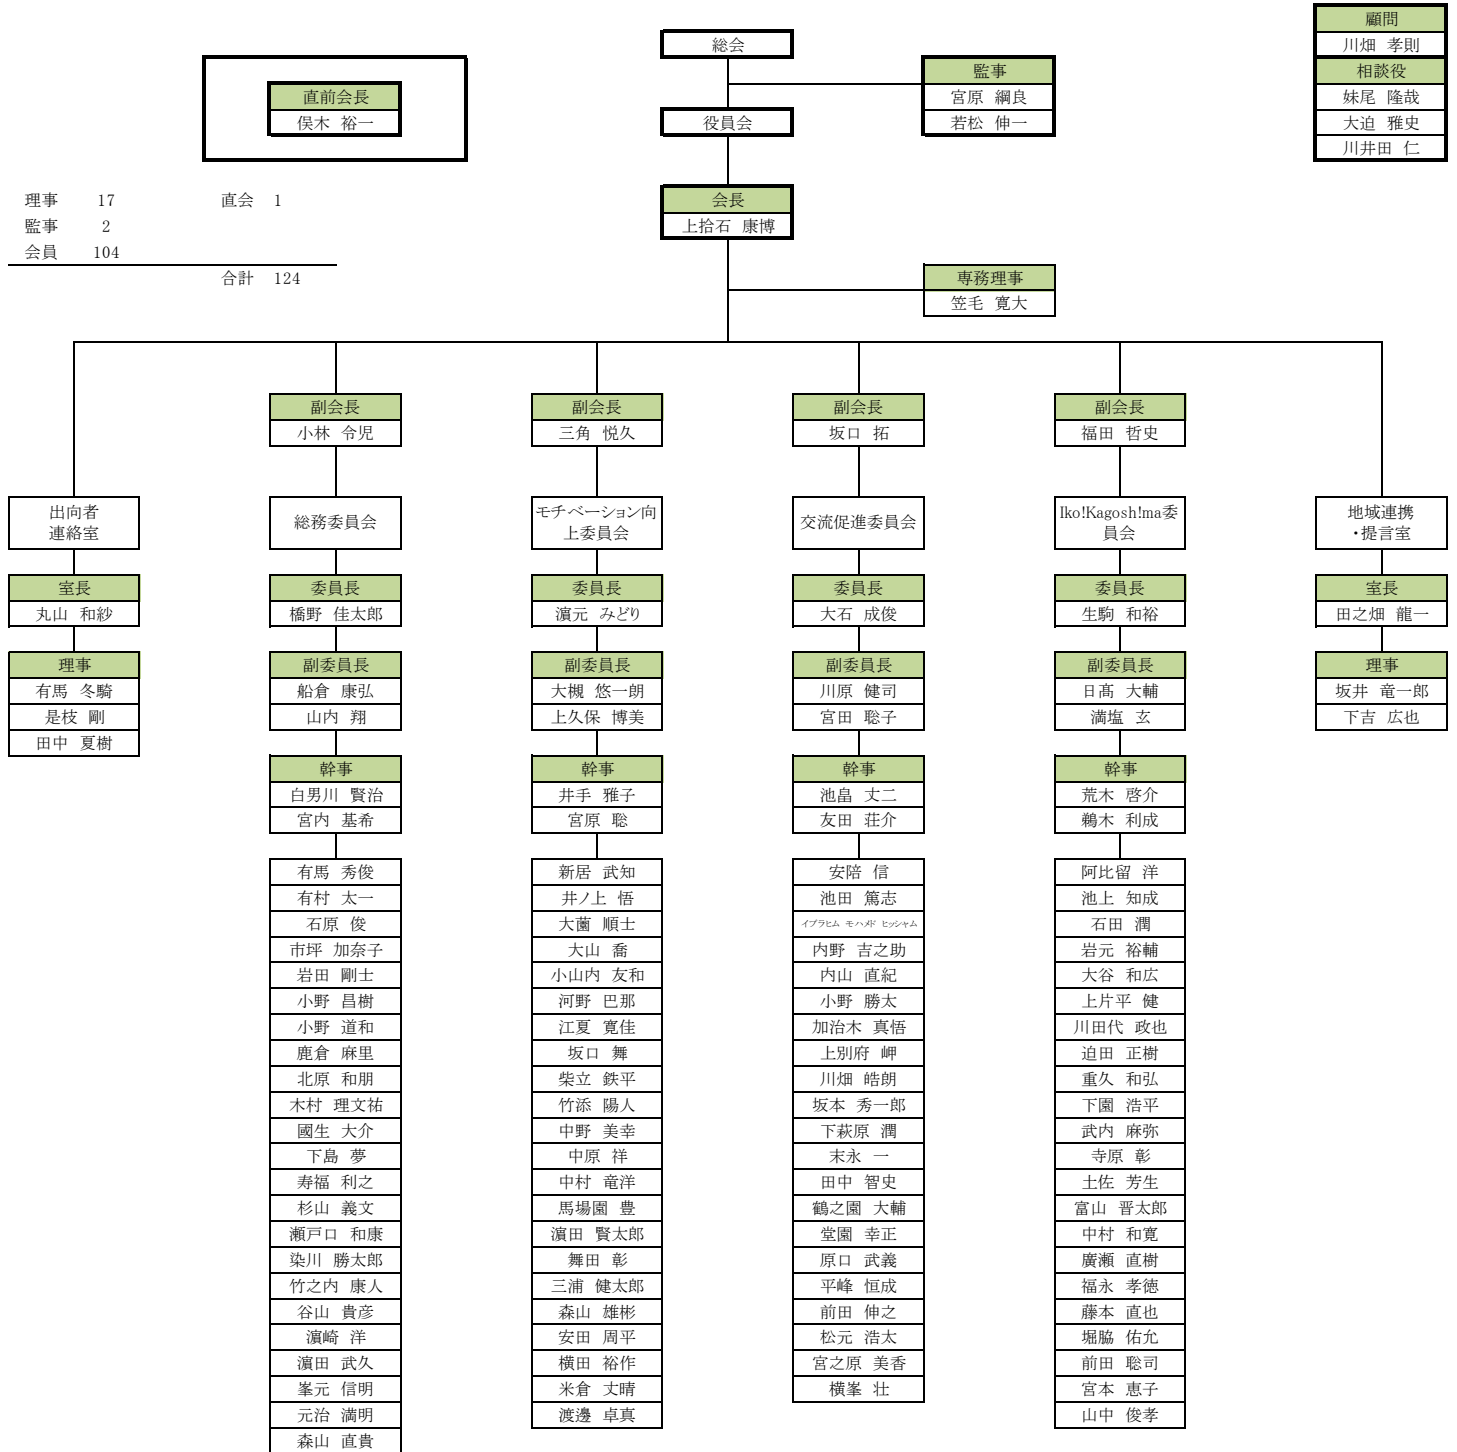 顧問
川畑 孝則
相談役
妹尾 隆哉
大迫 雅史
川井田 仁
総会
監事
宮原 綱良
若松 伸一
直前会長
俣木 裕一
役員会
会長
上拾石 康博
理事 17 直会 1
監事 2
会員 104
合計 124
専務理事
笠毛 寛大
出向者
連絡室
室長
丸山 和紗
理事
有馬 冬騎
是枝 剛
田中 夏樹
副会長
小林 令児
総務委員会
委員長
橋野 佳太郎
副委員長
船倉 康弘
山内 翔
幹事
白男川 賢治
宮内 基希
有馬 秀俊
有村 太一
石原 俊
市坪 加奈子
岩田 剛士
小野 昌樹
小野 道和
鹿倉 麻里
北原 和朋
木村 理文祐
國生 大介
下島 夢
寿福 利之
杉山 義文
瀬戸口 和康
染川 勝太郎
竹之内 康人
谷山 貴彦
濵崎 洋
濵田 武久
峯元 信明
元治 満明
森山 直貴
副会長
三角 悦久
モチベーション向
上委員会
委員長
濵元 みどり
副委員長
大槻 悠一朗
上久保 博美
幹事
井手 雅子
宮原 聡
新居 武知
井ノ上 悟
大薗 順士
大山 喬
小山内 友和
河野 巴那
江夏 寛佳
坂口 舞
柴立 鉄平
竹添 陽人
中野 美幸
中原 祥
中村 竜洋
馬場園 豊
濵田 賢太郎
舞田 彰
三浦 健太郎
森山 雄彬
安田 周平
横田 裕作
米倉 丈晴
渡邊 卓真
副会長
坂口 拓
交流促進委員会
委員長
大石 成俊
副委員長
川原 健司
宮田 聡子
幹事
池畠 丈二
友田 荘介
安陪 信
池田 篤志
イブラヒム モハメド ヒッシャム
内野 吉之助
内山 直紀
小野 勝太
加治木 真悟
上別府 岬
川畑 皓朗
坂本 秀一郎
下萩原 潤
末永 一
田中 智史
鶴之園 大輔
堂園 幸正
原口 武義
平峰 恒成
前田 伸之
松元 浩太
宮之原 美香
横峯 壮
副会長
福田 哲史
Iko!Kagosh!ma委
員会
委員長
生駒 和裕
副委員長
日髙 大輔
満塩 玄
幹事
荒木 啓介
鵜木 利成
阿比留 洋
池上 知成
石田 潤
岩元 裕輔
大谷 和広
上片平 健
川田代 政也
迫田 正樹
重久 和弘
下園 浩平
武内 麻弥
寺原 彰
土佐 芳生
富山 晋太郎
中村 和寛
廣瀬 直樹
福永 孝徳
藤本 直也
堀脇 佑允
前田 聡司
宮本 恵子
山中 俊孝
地域連携
・提言室
室長
田之畑 龍一
理事
坂井 竜一郎
下吉 広也